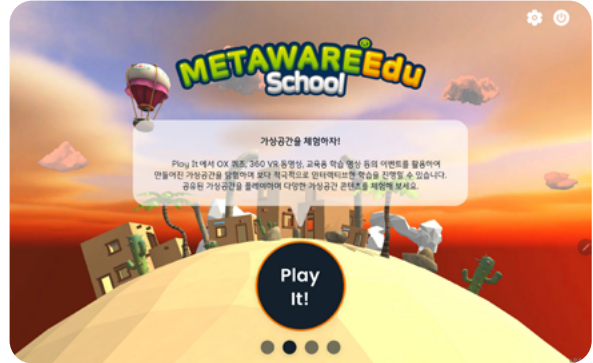 METAWAREEdu
School
가상공간을 체험하자!
Play It 에서 OX 퀴즈, 360 VR 동영상, 교육용 학습 영상 등의 이벤트를 활용하여
만들어진 가상공간을 탐험하며 보다 적극적으로 인터랙티브한 학습을 진행할 수 있습니다.
공유된 가상공간을 플레이하며 다양한 가상공간 콘텐츠를 체험해 보세요.
Play
It!